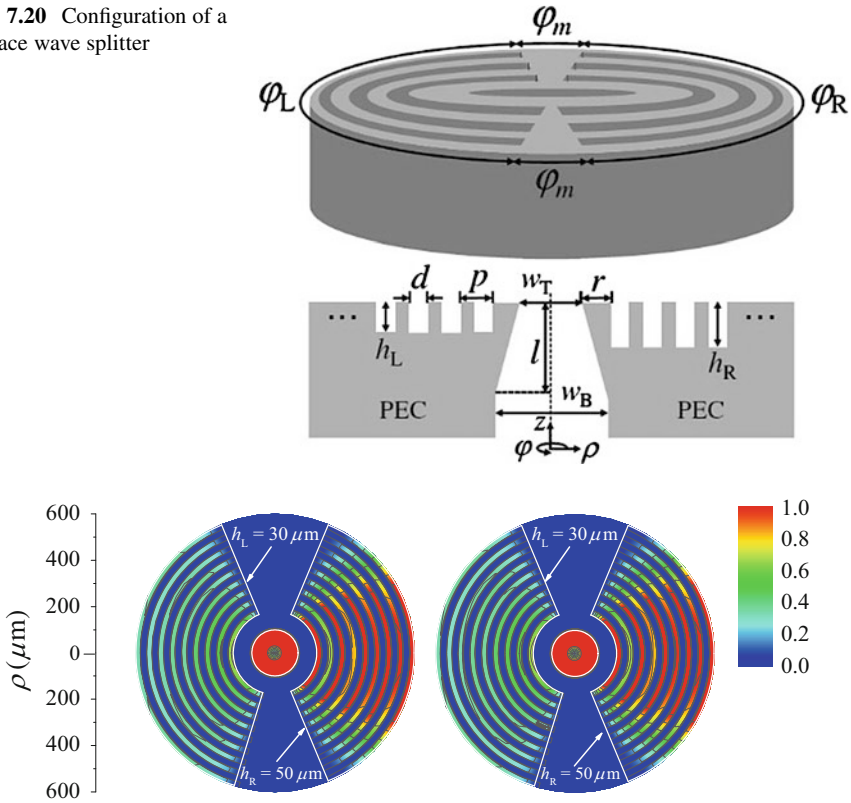 7.20 Configuration of a
ace wave splitter
φm
φL
φR
φm
d
p
wT
r
...
...
hL
l
hR
PEC
wB
PEC
z
φ
ρ
600
400
200
0
200
400
600
ρ (μm)
hL = 30 μm
hR = 50 μm
hL = 30 μm
hR = 50 μm
1.0
0.8
0.6
0.4
0.2
0.0